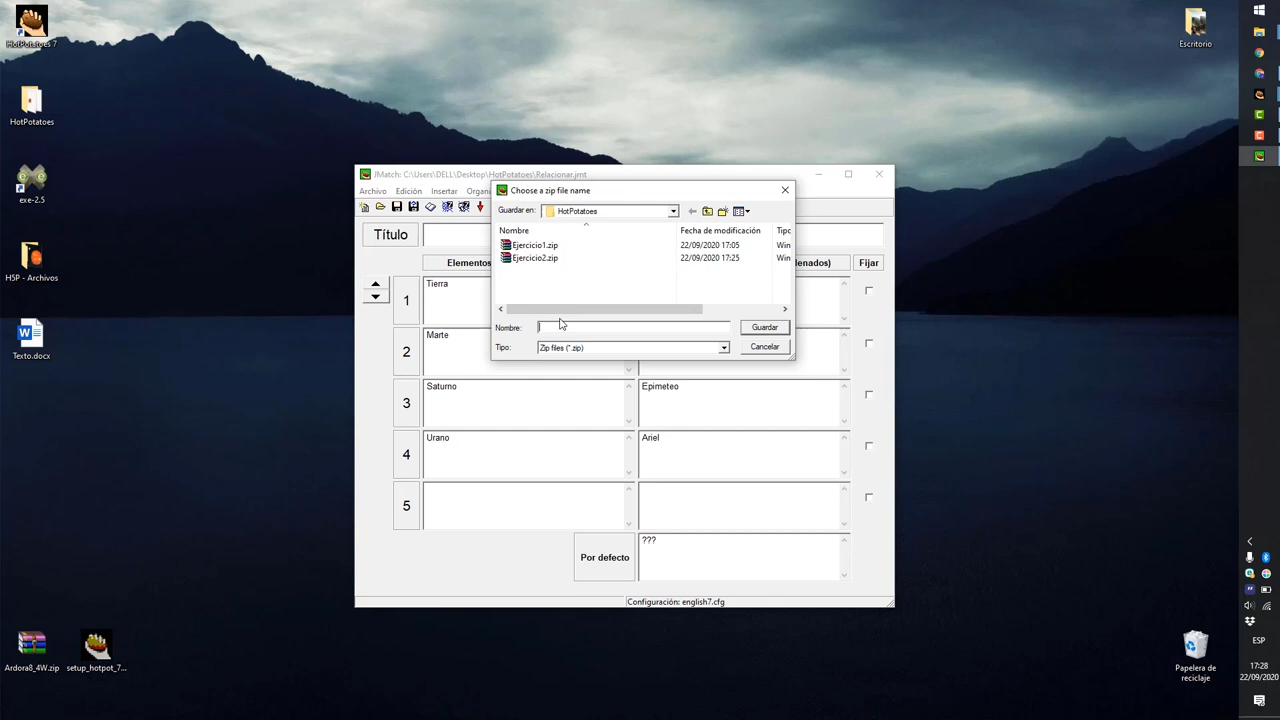 HotPotatoes 7
HotPotatoes
exe-2.5
H5P - Archivos
Texto.docx
Ardora8_4W.zip
setup_hotpot_7...
Escritorio
Papelera de
reciclaje
JMatch: C:\Users\DELL\Desktop\HotPotatoes\Relacionar.jmt
Archivo Edición Insertar Organi
Título
Elementos
enados)
Fijar
1
Tierra
2
Marte
3
Saturno
Epimeteo
4
Urano
Ariel
5
Por defecto
???
Configuración: english7.cfg
Choose a zip file name
Guardar en: HotPotatoes
Nombre Fecha de modificación Tipo
Ejercicio1.zip 22/09/2020 17:05 Win
Ejercicio2.zip 22/09/2020 17:25 Win
Nombre:
Guardar
Tipo: Zip files (*.zip)
Cancelar
ESP
17:28
22/09/2020